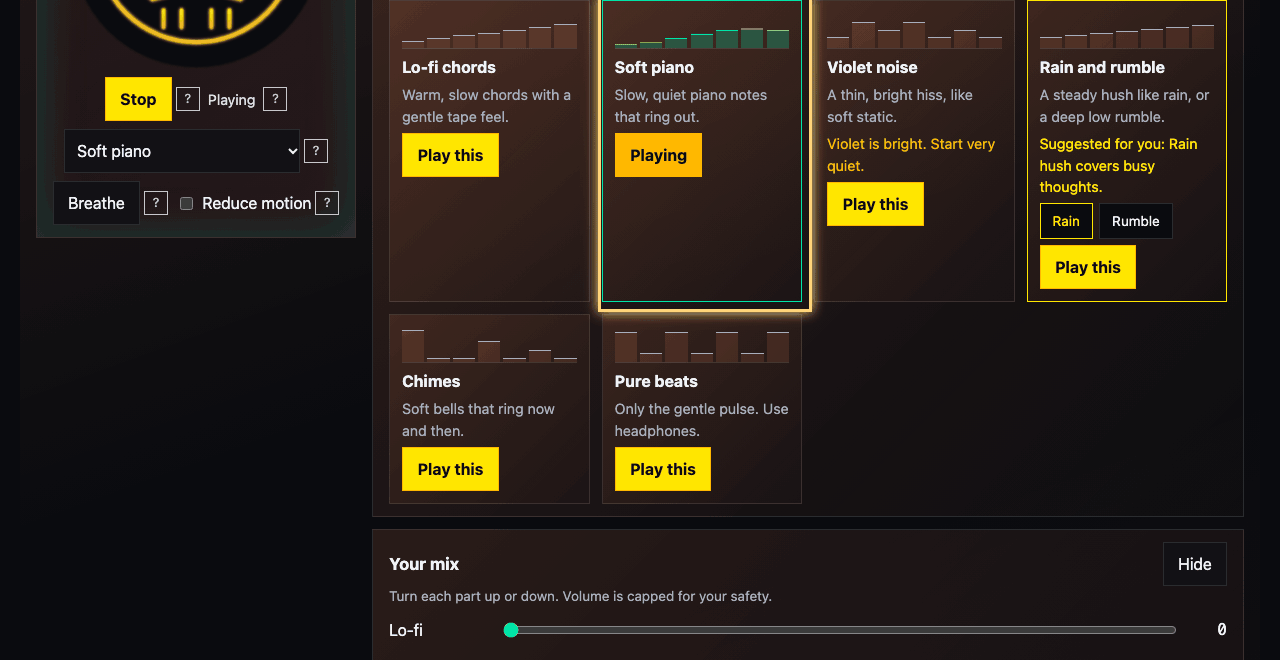 Stop
?
Playing
?
Soft piano
?
Breathe
?
Reduce motion
?
Lo-fi chords
Warm, slow chords with a
gentle tape feel.
Play this
Soft piano
Slow, quiet piano notes
that ring out.
Playing
Violet noise
A thin, bright hiss, like
soft static.
Violet is bright. Start very
quiet.
Play this
Rain and rumble
A steady hush like rain, or
a deep low rumble.
Suggested for you: Rain
hush covers busy
thoughts.
Rain
Rumble
Play this
Chimes
Soft bells that ring now
and then.
Play this
Pure beats
Only the gentle pulse. Use
headphones.
Play this
Your mix
Hide
Turn each part up or down. Volume is capped for your safety.
Lo-fi
0